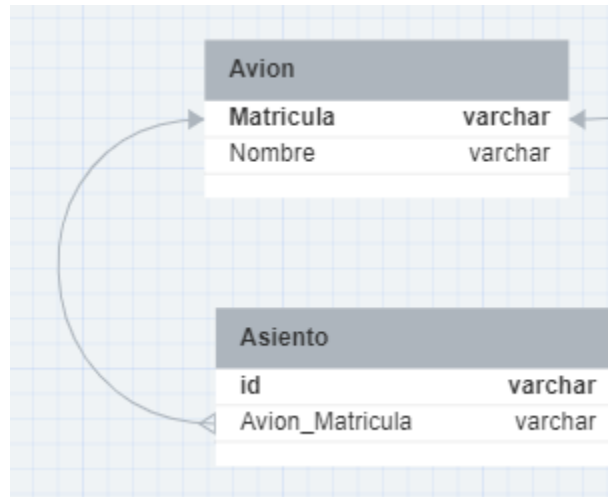 Avion
Matricula varchar
Nombre varchar
Asiento
id varchar
Avion_Matricula varchar